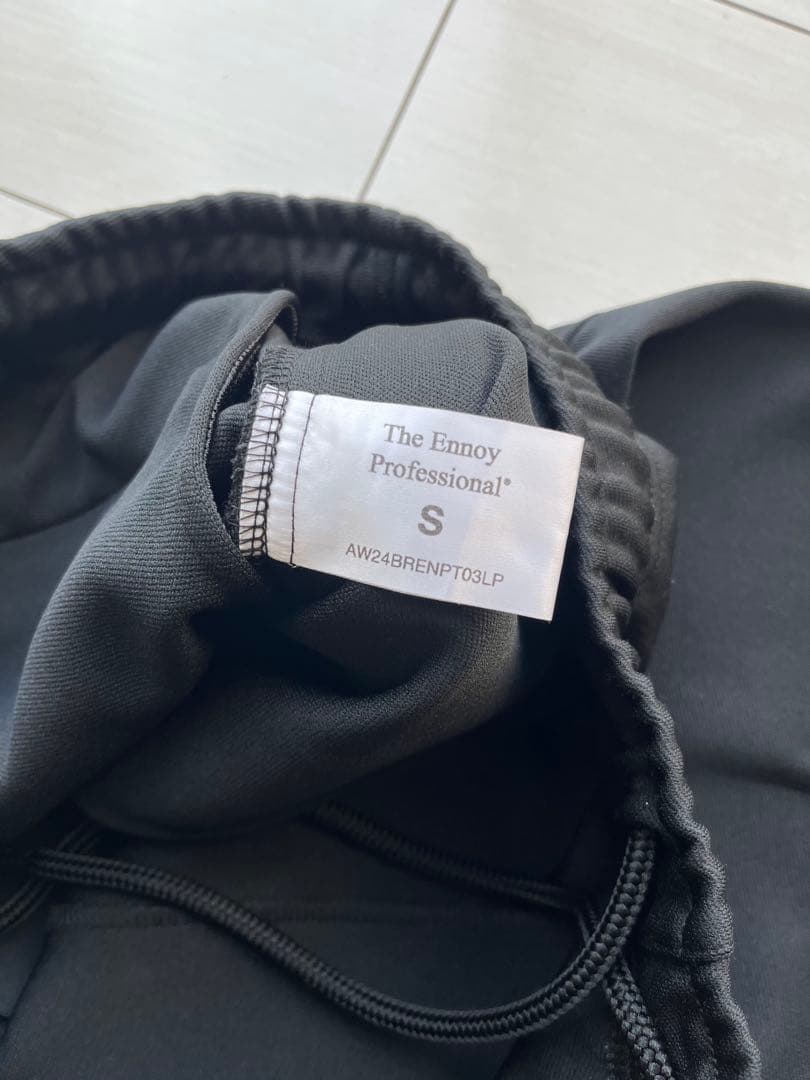 The Ennoy
Professional®
S
AW24BRENPT03LP